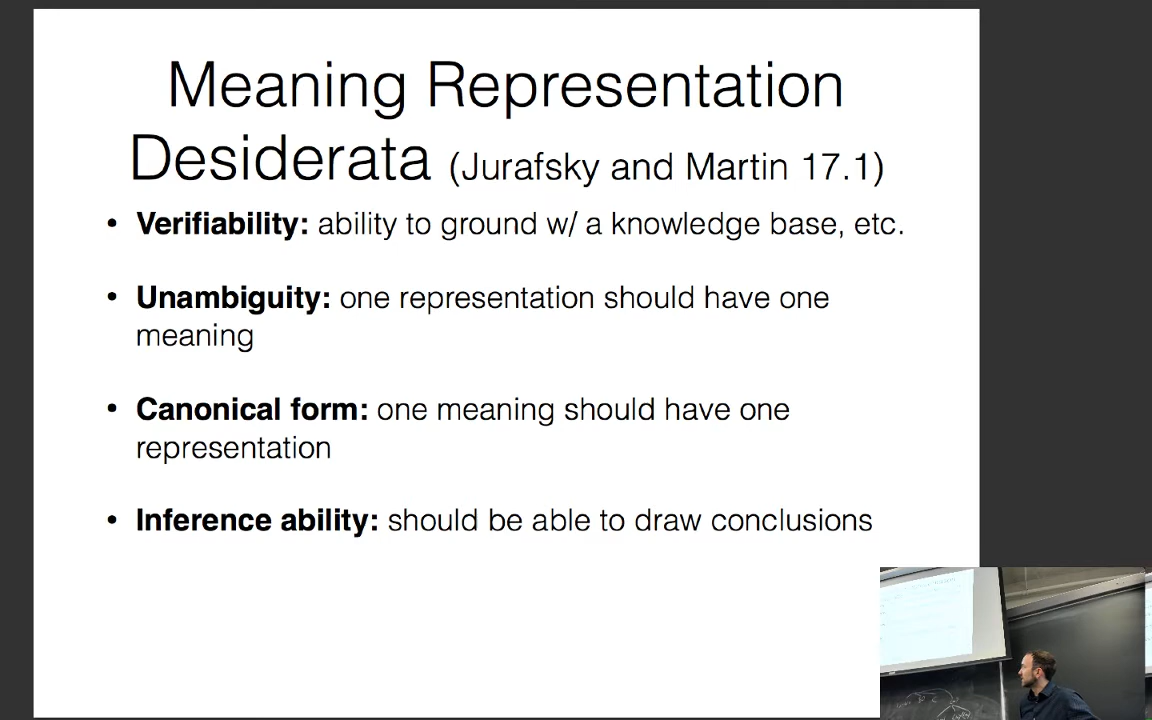 Meaning Representation
Desiderata (Jurafsky and Martin 17.1)
• Verifiability: ability to ground w/ a knowledge base, etc.
• Unambiguity: one representation should have one
meaning
• Canonical form: one meaning should have one
representation
• Inference ability: should be able to draw conclusions